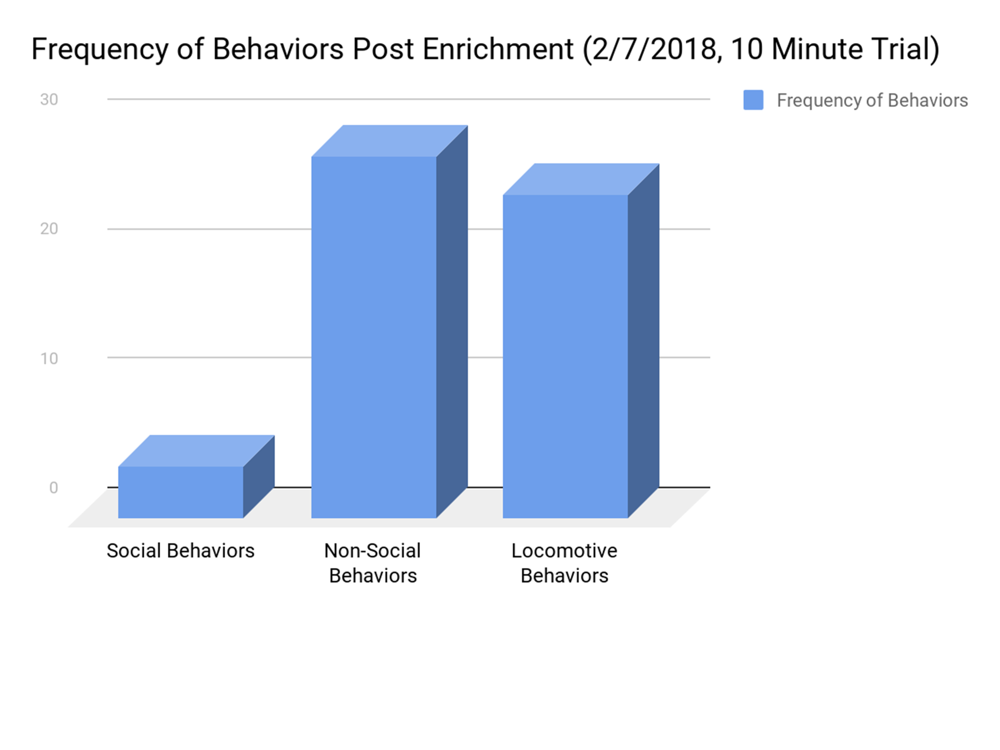 Frequency of Behaviors Post Enrichment (2/7/2018, 10 Minute Trial)
30
Frequency of Behaviors
20
10
0
Social Behaviors
Non-Social
Behaviors
Locomotive
Behaviors